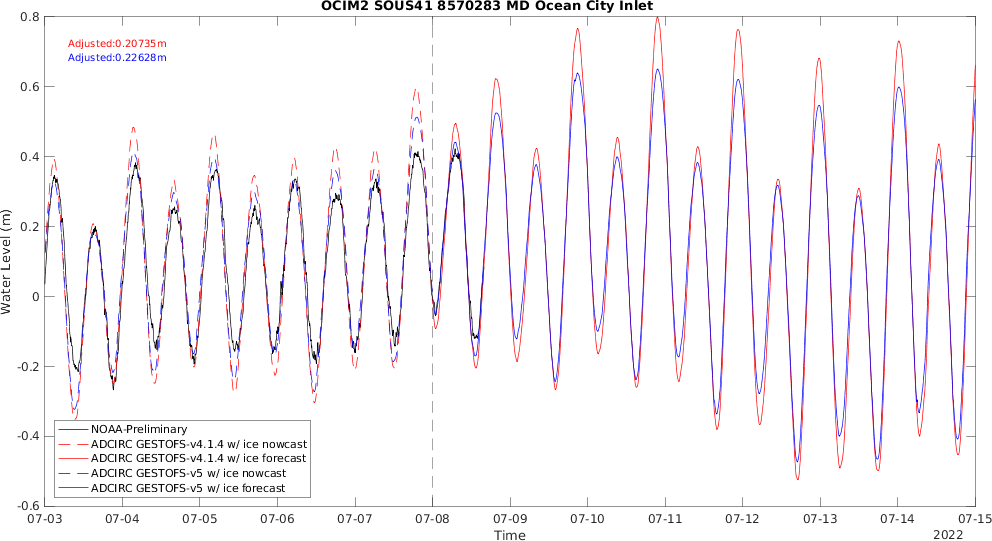 OCIM2 SOUS41 8570283 MD Ocean City Inlet
Adjusted:0.20735m
Adjusted:0.22628m
Water Level (m)
0.8
0.6
0.4
0.2
0
-0.2
-0.4
-0.6
NOAA-Preliminary
ADCIRC GESTOFS-v4.1.4 w/ ice nowcast
ADCIRC GESTOFS-v4.1.4 w/ ice forecast
ADCIRC GESTOFS-v5 w/ ice nowcast
ADCIRC GESTOFS-v5 w/ ice forecast
07-03 07-04 07-05 07-06 07-07 07-08 07-09 07-10 07-11 07-12 07-13 07-14 07-15
Time
2022